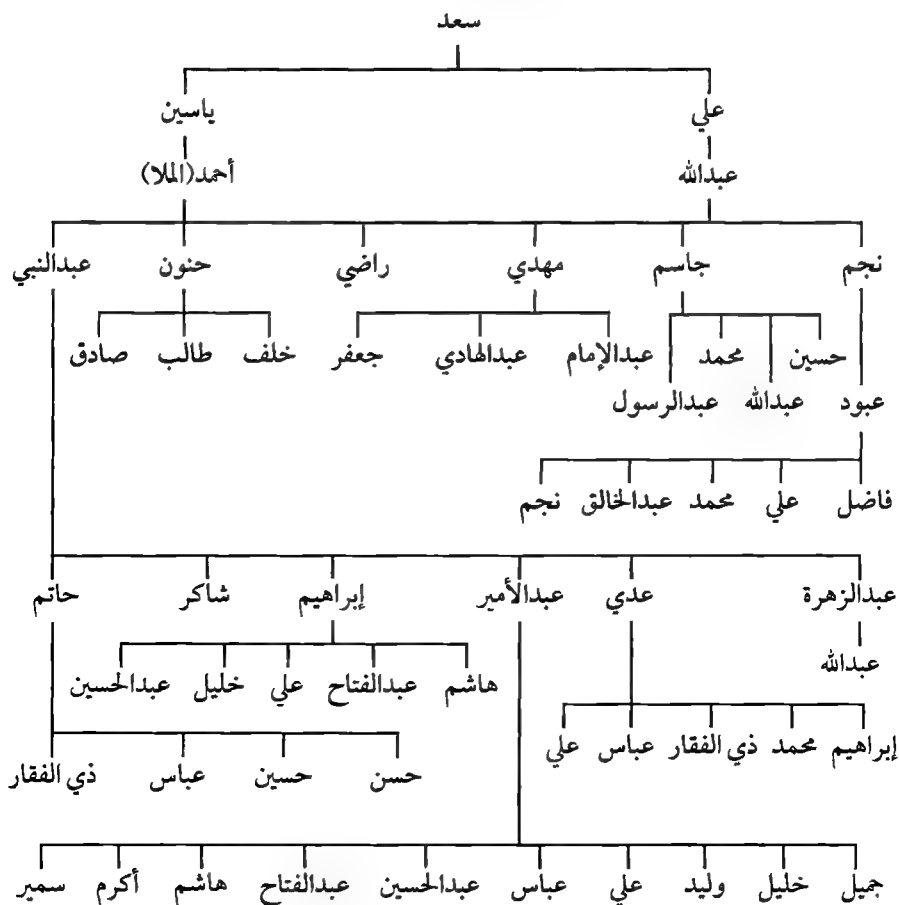 سعد
علي ياسين
عبدالله أحمد(الملا)
نجم جاسم مهدي راضي حنون عبدالنبي
حسين محمد عبدالإمام عبدالهادي جعفر خلف طالب صادق
عبود عبدالله عبدالرسول
فاضل علي محمد عبدالخالق نجم
عبدالزهرة عدي عبدالأمير إبراهيم شاكر حاتم
عبدالله هاشم عبدالفتاح علي خليل عبدالحسين
إبراهيم محمد ذي الفقار عباس علي حسن حسين عباس ذي الفقار
جميل خليل وليد علي عباس عبدالحسين عبدالفتاح هاشم أكرم سمير